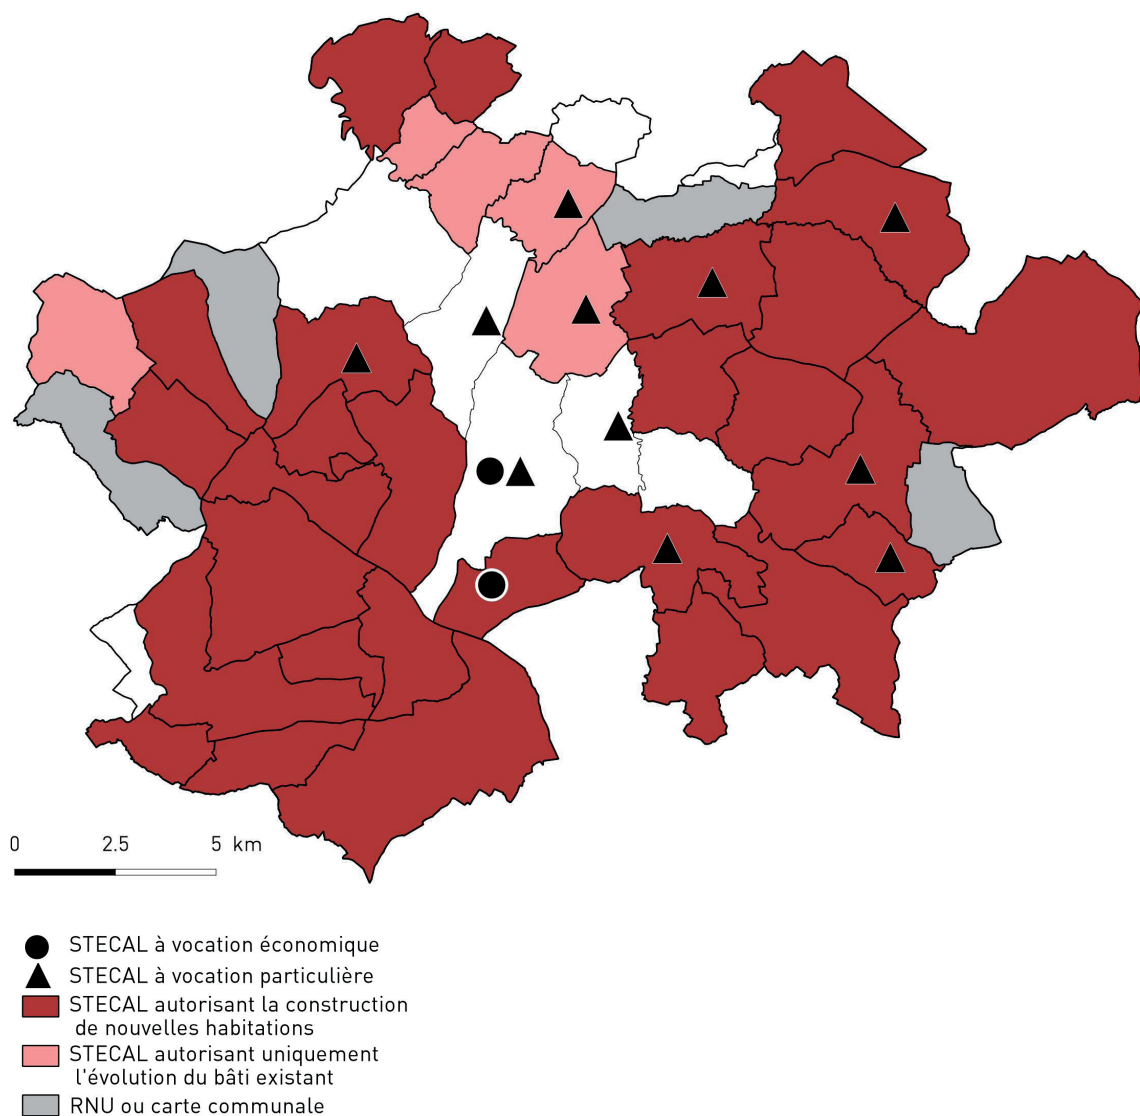 0 2.5 5 km
STECAL à vocation économique
STECAL à vocation particulière
STECAL autorisant la construction
de nouvelles habitations
STECAL autorisant uniquement
l'évolution du bâti existant
RNU ou carte communale